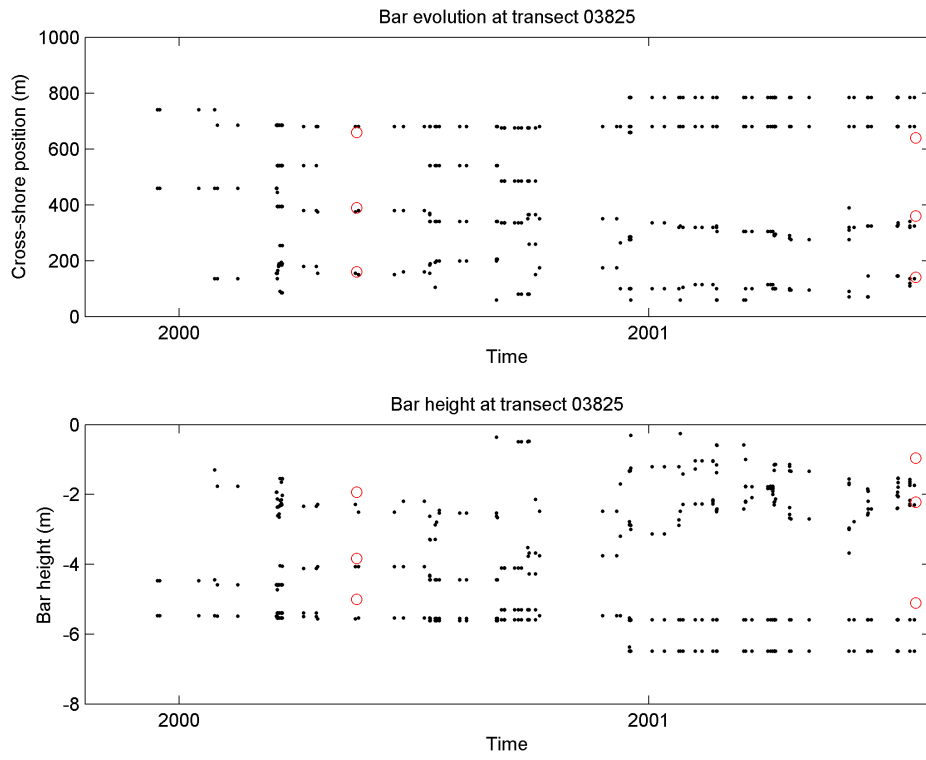 Bar evolution at transect 03825
1000
800
600
400
200
0
Cross-shore position (m)
2000
2001
Time
Bar height at transect 03825
0
-2
-4
-6
-8
Bar height (m)
2000
2001
Time